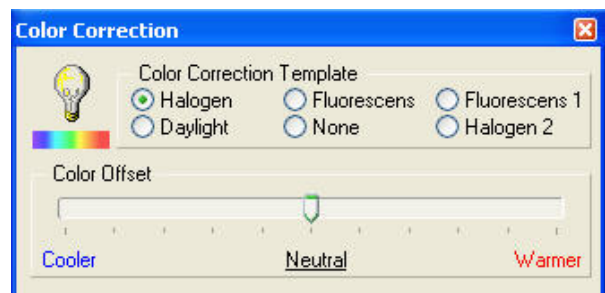 Color Correction
Color Correction Template
Halogen Fluorescens Fluorescens 1
Daylight None Halogen 2
Color Offset
Cooler Neutral Warmer